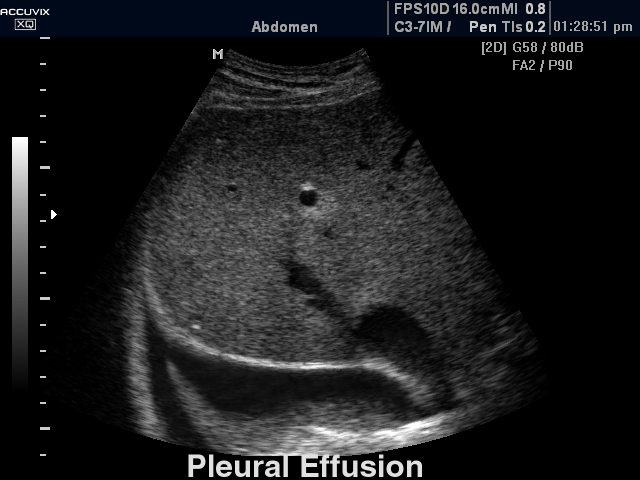 ACCUVIX
XQ
Abdomen
FPS10D 16.0cm MI 0.8
C3-7IM / Pen TIs 0.2
01:28:51 pm
[2D] G58 / 80dB
FA2 / P90
M
Pleural Effusion